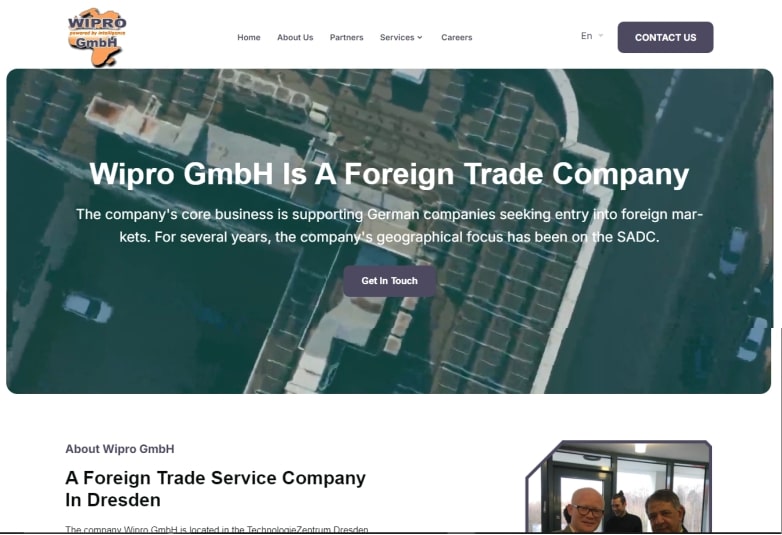 WIPRO
powered by intelligence
GmbH
Home About Us Partners Services Careers
En
CONTACT US
Wipro GmbH Is A Foreign Trade Company
The company's core business is supporting German companies seeking entry into foreign mar-
kets. For several years, the company's geographical focus has been on the SADC.
Get In Touch
About Wipro GmbH
A Foreign Trade Service Company
In Dresden
The company Wipro GmbH is located in the TechnologieZentrum Dresden